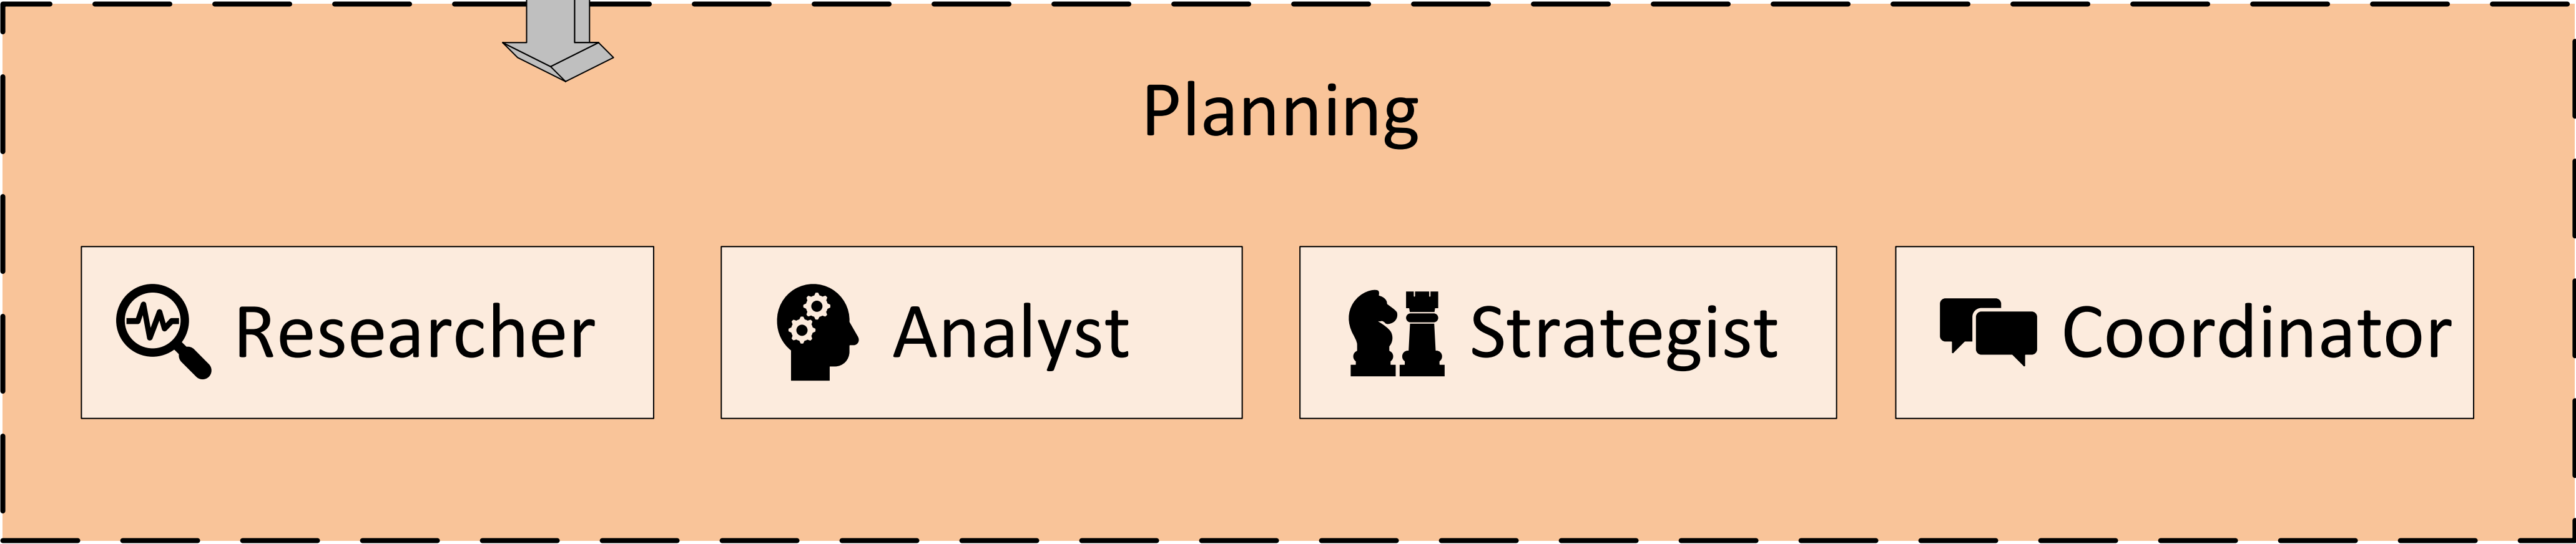 Planning
Researcher
Analyst
Strategist
Coordinator